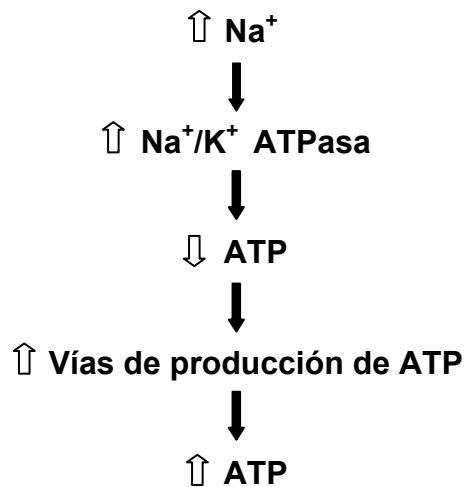 ⇧ Na⁺
⇧ Na⁺/K⁺ ATPasa
⇩ ATP
⇧ Vías de producción de ATP
⇧ ATP